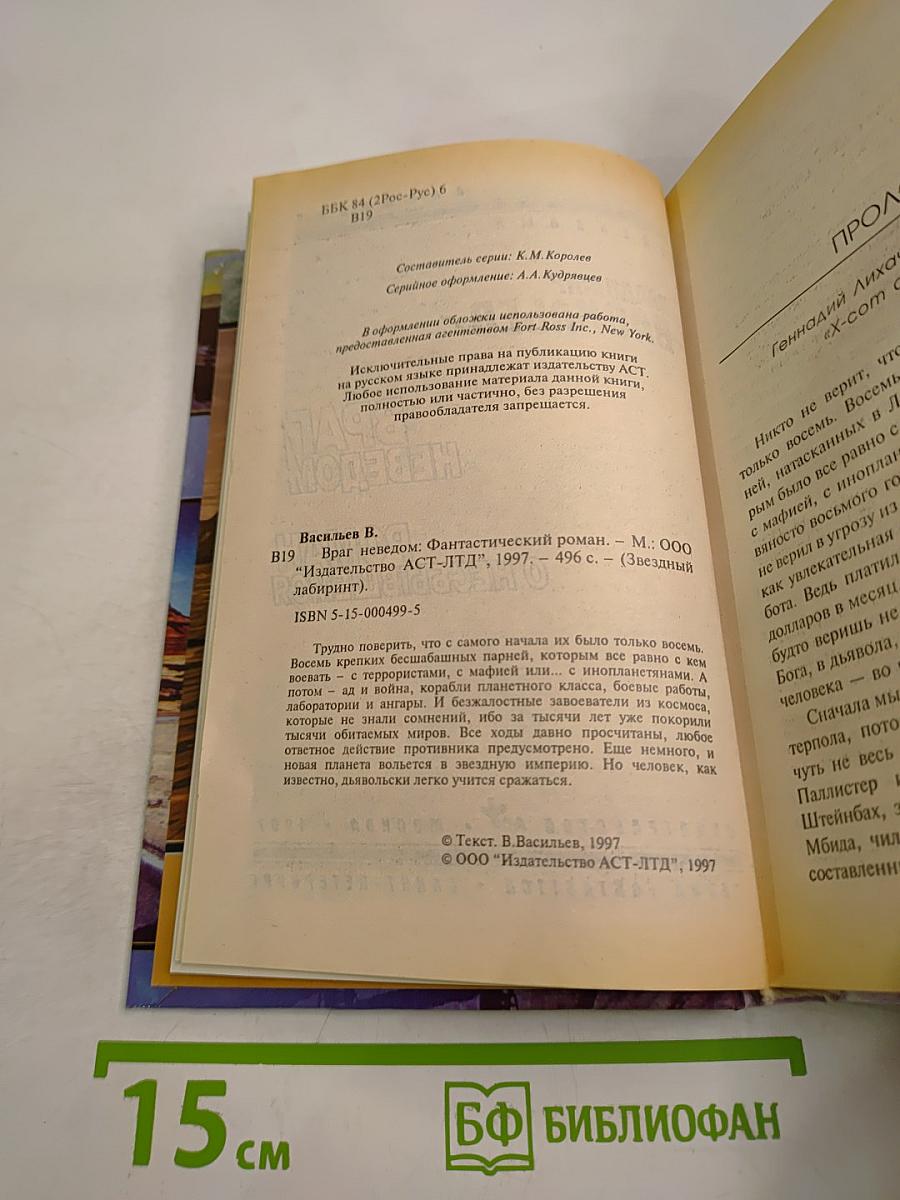 ББК 84 (2Рос-Рус) 6
В19
Составитель серии: К.М.Королев
Серийное оформление: А.А.Кудрявцев
В оформлении обложки использована работа,
предоставленная агентством Fort Ross Inc., New York.
Исключительные права на публикацию книги
на русском языке принадлежат издательству АСТ.
Любое использование материала данной книги,
полностью или частично, без разрешения
правообладателя запрещается.
Васильев В.
В19 Враг неведом: Фантастический роман. – М.: ООО
“Издательство АСТ-ЛТД”, 1997. – 496 с. – (Звездный
лабиринт).
ISBN 5-15-000499-5
Трудно поверить, что с самого начала их было только восемь.
Восемь крепких бесшабашных парней, которым все равно с кем
воевать – с террористами, с мафией или... с инопланетянами. А
потом – ад и война, корабли планетного класса, боевые работы,
лаборатории и ангары. И безжалостные завоеватели из космоса,
которые не знали сомнений, ибо за тысячи лет уже покорили
тысячи обитаемых миров. Все ходы давно просчитаны, любое
ответное действие противника предусмотрено. Еще немного, и
новая планета вольется в звездную империю. Но человек, как
известно, дьявольски легко учится сражаться.
© Текст. В.Васильев, 1997
© ООО “Издательство АСТ-ЛТД”, 1997
ПРОЛ
Геннадий Лихач
«X-com
Никто не верит, что
только восемь. Восемь
ней, натасканных в Л
рым было все равно с
с мафией, с иноплан
вяносто восьмого го
не верил в угрозу из
как увлекательная
бота. Ведь платил
долларов в месяц,
будто веришь не
Бога, в дьявола,
человека — во
Сначала мы
терпола, пото
чуть не весь
Паллистер
Штейнбах, з
Мбида, чил
составленн
15 см
БФ БИБЛИОФАН